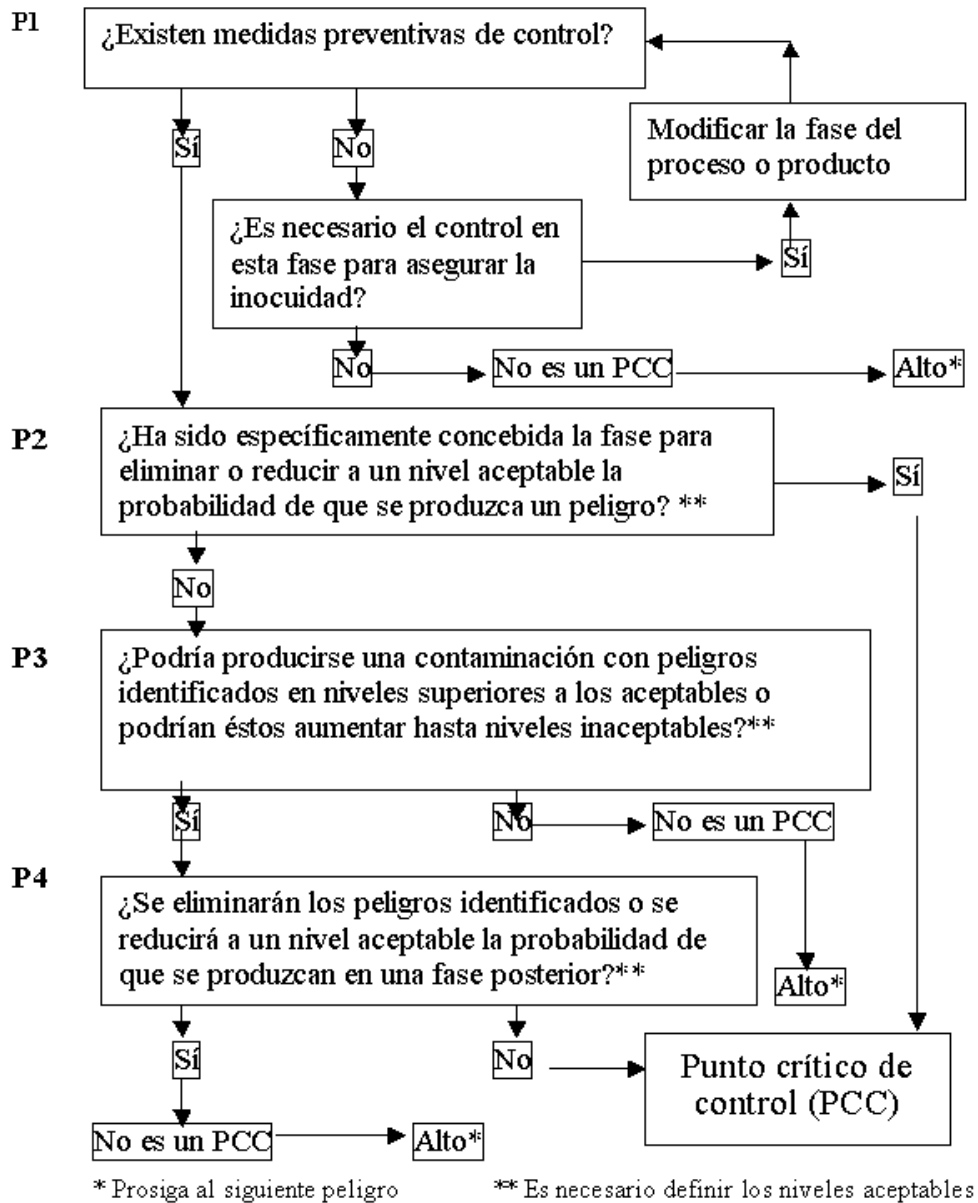 P1
¿Existen medidas preventivas de control?
Sí
No
Modificar la fase del
proceso o producto
¿Es necesario el control en
esta fase para asegurar la
inocuidad?
Sí
No
No es un PCC
Alto*
P2
¿Ha sido específicamente concebida la fase para
eliminar o reducir a un nivel aceptable la
probabilidad de que se produzca un peligro? **
Sí
No
P3
¿Podría producirse una contaminación con peligros
identificados en niveles superiores a los aceptables o
podrían éstos aumentar hasta niveles inaceptables?**
Sí
No
No es un PCC
Alto*
P4
¿Se eliminarán los peligros identificados o se
reducirá a un nivel aceptable la probabilidad de
que se produzcan en una fase posterior?**
Sí
No
Punto crítico de
control (PCC)
No es un PCC
Alto*
* Prosiga al siguiente peligro
** Es necesario definir los niveles aceptables